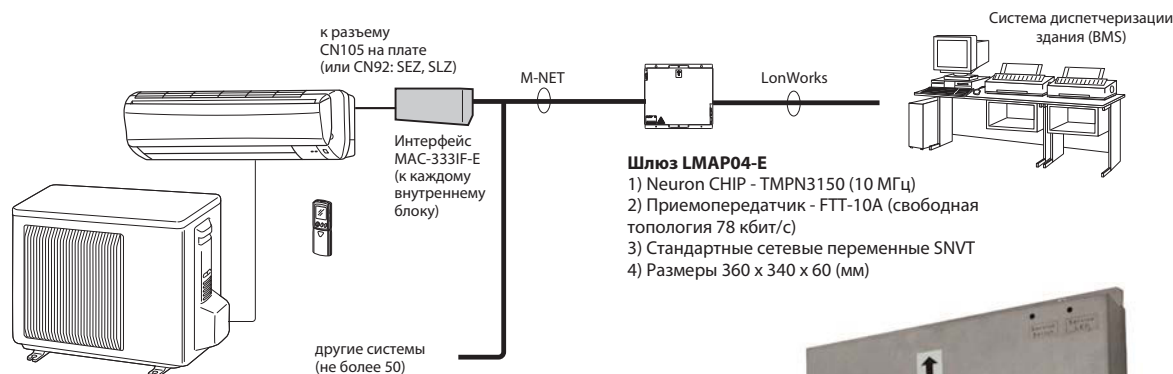 к разъему
CN105 на плате
(или CN92: SEZ, SLZ)
M-NET
LonWorks
Система диспетчеризации
здания (BMS)
Интерфейс
MAC-333IF-E
(к каждому
внутреннему
блоку)
Шлюз LMAP04-E
1) Neuron CHIP - TMPN3150 (10 МГц)
2) Приемопередатчик - FTT-10A (свободная
топология 78 кбит/с)
3) Стандартные сетевые переменные SNVT
4) Размеры 360 x 340 x 60 (мм)
другие системы
(не более 50)